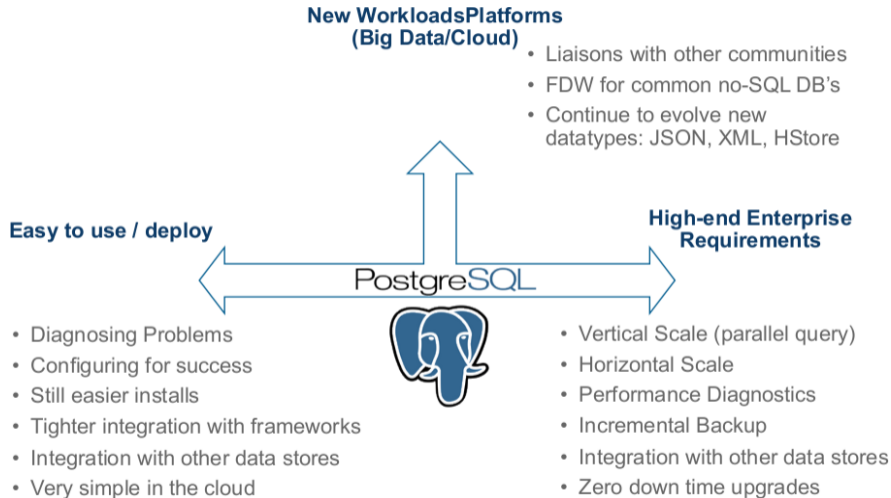 New WorkloadsPlatforms
(Big Data/Cloud)
• Liaisons with other communities
• FDW for common no-SQL DB's
• Continue to evolve new
datatypes: JSON, XML, HStore
Easy to use / deploy
High-end Enterprise
Requirements
PostgreSQL
• Diagnosing Problems
• Configuring for success
• Still easier installs
• Tighter integration with frameworks
• Integration with other data stores
• Very simple in the cloud
• Vertical Scale (parallel query)
• Horizontal Scale
• Performance Diagnostics
• Incremental Backup
• Integration with other data stores
• Zero down time upgrades